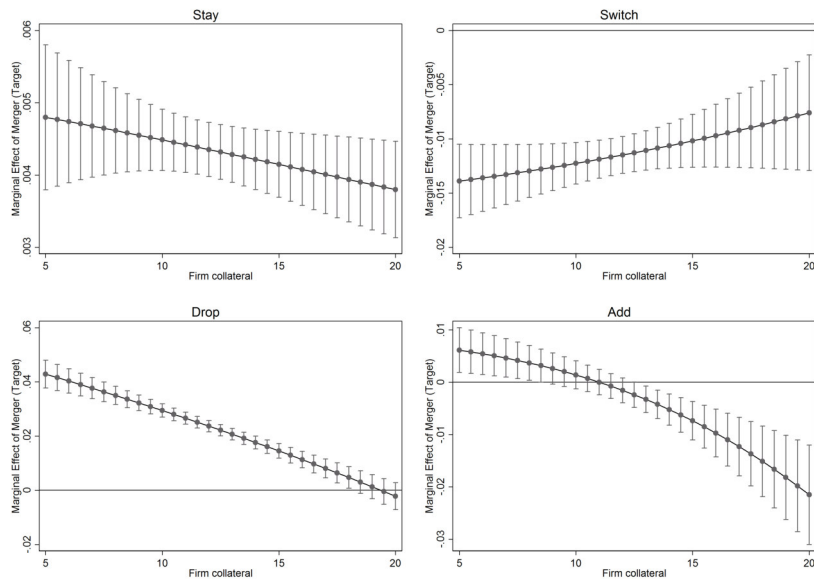 Stay
Marginal Effect of Merger (Target)
.006
.005
.004
.003
5 10 15 20
Firm collateral
Switch
Marginal Effect of Merger (Target)
0
-.005
-.01
-.015
-.02
5 10 15 20
Firm collateral
Drop
Marginal Effect of Merger (Target)
.06
.04
.02
0
-.02
5 10 15 20
Firm collateral
Add
Marginal Effect of Merger (Target)
.01
0
-.01
-.02
-.03
5 10 15 20
Firm collateral